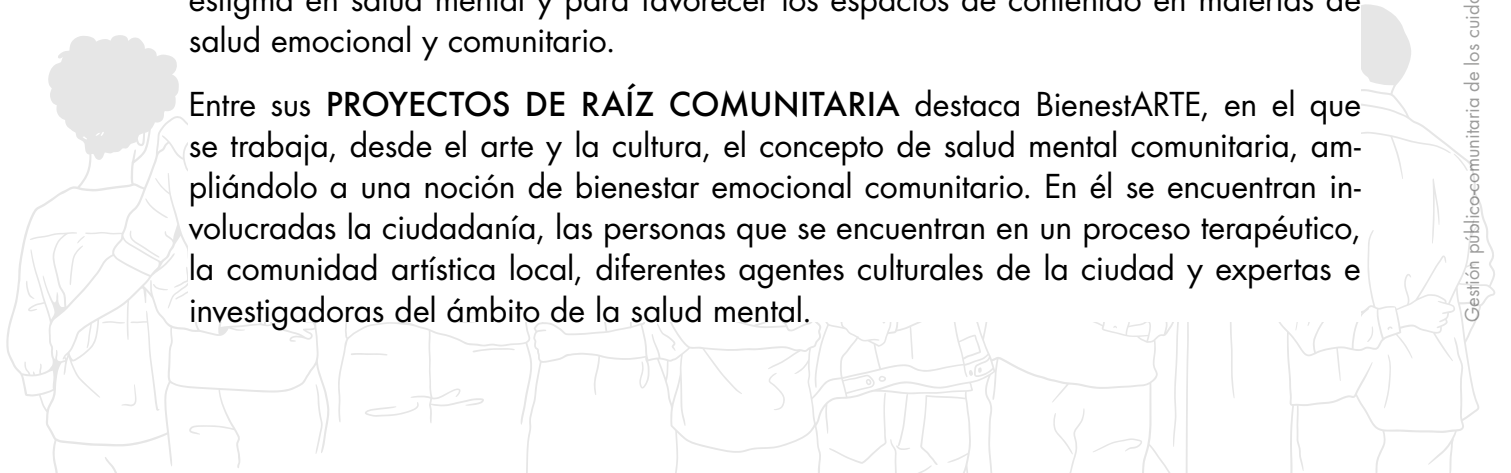 estigma en salud mental y para favorecer los espacios de contenido en materias de
salud emocional y comunitario.
Entre sus PROYECTOS DE RAÍZ COMUNITARIA destaca BienestARTE, en el que
se trabaja, desde el arte y la cultura, el concepto de salud mental comunitaria, am-
pliándolo a una noción de bienestar emocional comunitario. En él se encuentran in-
volucradas la ciudadanía, las personas que se encuentran en un proceso terapéutico,
la comunidad artística local, diferentes agentes culturales de la ciudad y expertas e
investigadoras del ámbito de la salud mental.
Gestión público-comunitaria de los